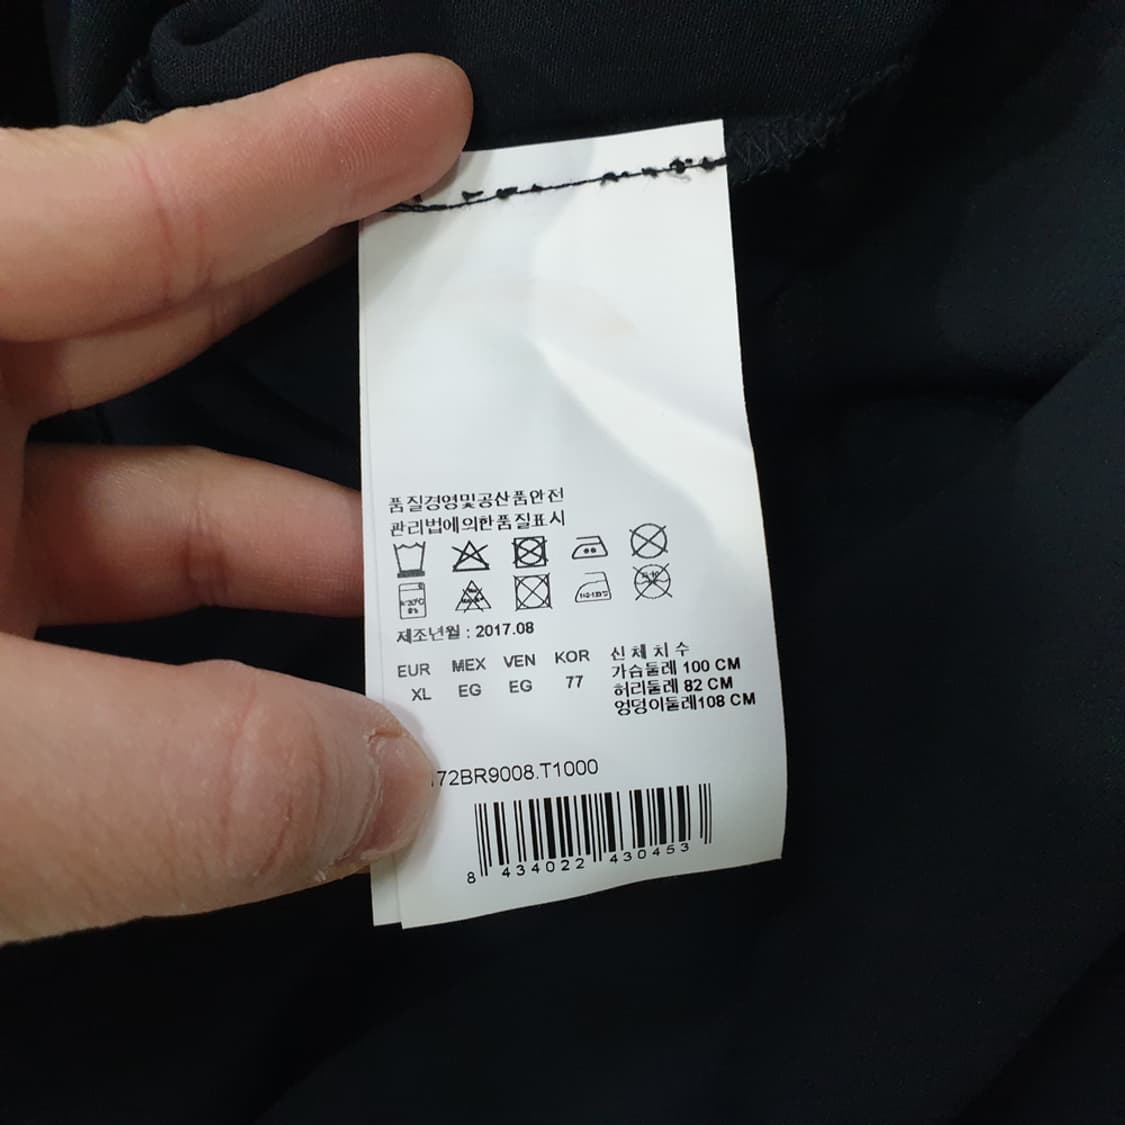 품질경영및공산품안전
관리법에의한품질표시
제조년월 : 2017.08
EUR MEX VEN KOR
XL EG EG 77
신 체 치 수
가슴둘레 100 CM
허리둘레 82 CM
엉덩이둘레108 CM
172BR9008.T1000
8 434022 430453